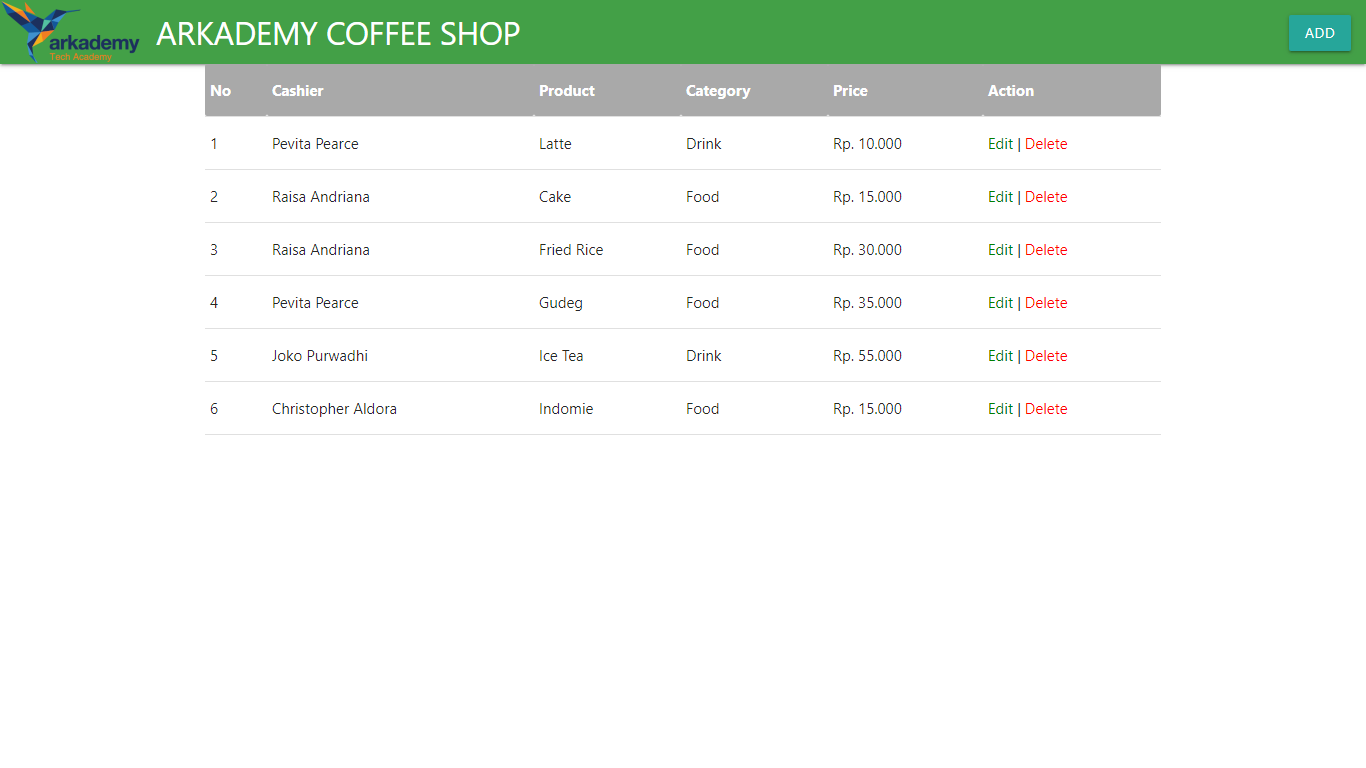 arkademy
Tech Academy
ARKADEMY COFFEE SHOP
ADD
No Cashier Product Category Price Action
1 Pevita Pearce Latte Drink Rp. 10.000 Edit | Delete
2 Raisa Andriana Cake Food Rp. 15.000 Edit | Delete
3 Raisa Andriana Fried Rice Food Rp. 30.000 Edit | Delete
4 Pevita Pearce Gudeg Food Rp. 35.000 Edit | Delete
5 Joko Purwadhi Ice Tea Drink Rp. 55.000 Edit | Delete
6 Christopher Aldora Indomie Food Rp. 15.000 Edit | Delete